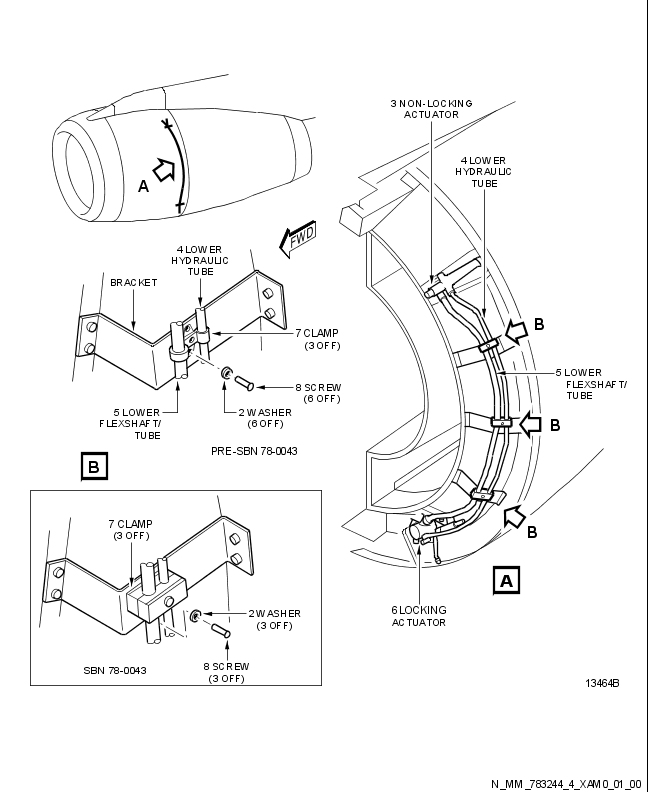 A
FWD
3 NON-LOCKING
ACTUATOR
4 LOWER
HYDRAULIC
TUBE
B
5 LOWER
FLEXSHAFT/
TUBE
B
B
6 LOCKING
ACTUATOR
A
4 LOWER
HYDRAULIC
TUBE
BRACKET
7 CLAMP
(3 OFF)
8 SCREW
(6 OFF)
2 WASHER
(6 OFF)
5 LOWER
FLEXSHAFT/
TUBE
PRE-SBN 78-0043
B
7 CLAMP
(3 OFF)
2 WASHER
(3 OFF)
8 SCREW
(3 OFF)
SBN 78-0043
13464B
N_MM_783244_4_XAM0_01_00